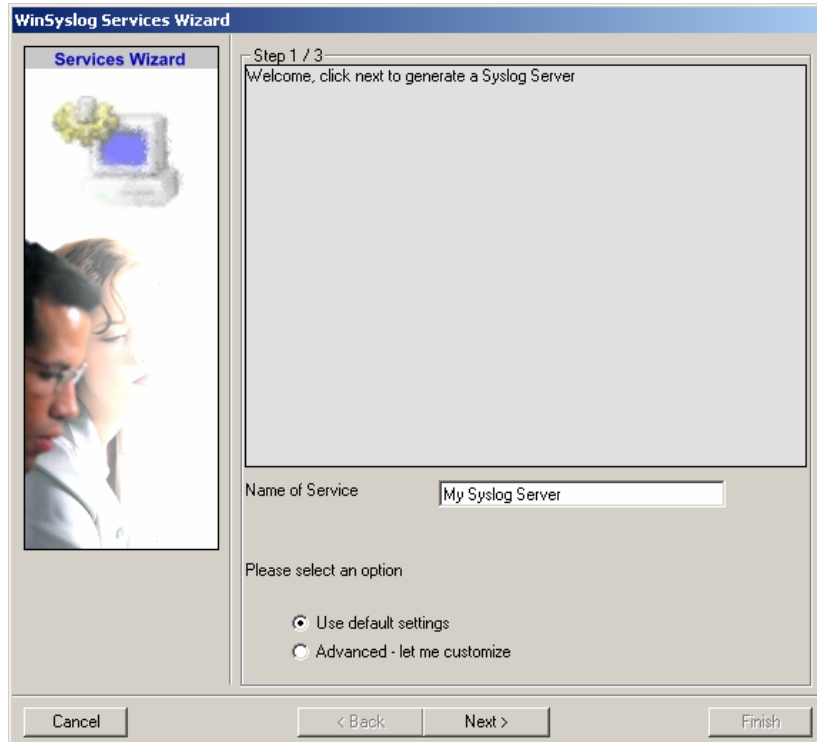 WinSyslog Services Wizard
Services Wizard
Step 1 / 3
Welcome, click next to generate a Syslog Server
Name of Service
My Syslog Server
Please select an option
Use default settings
Advanced - let me customize
Cancel
< Back
Next >
Finish